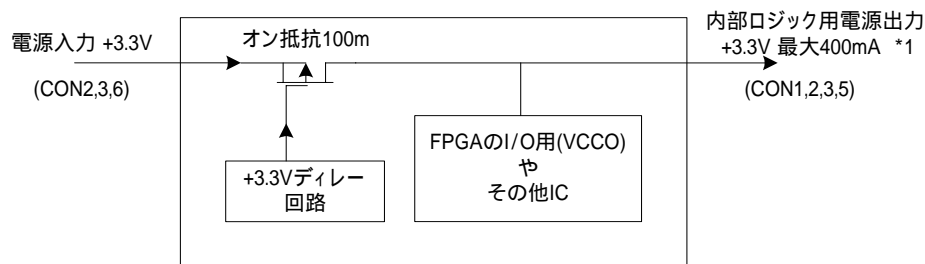 電源入力 +3.3V
(CON2,3,6)
オン抵抗100m
+3.3Vディレー
回路
FPGAのI/O用(VCCO)
や
その他IC
内部ロジック用電源出力
+3.3V 最大400mA *1
(CON1,2,3,5)